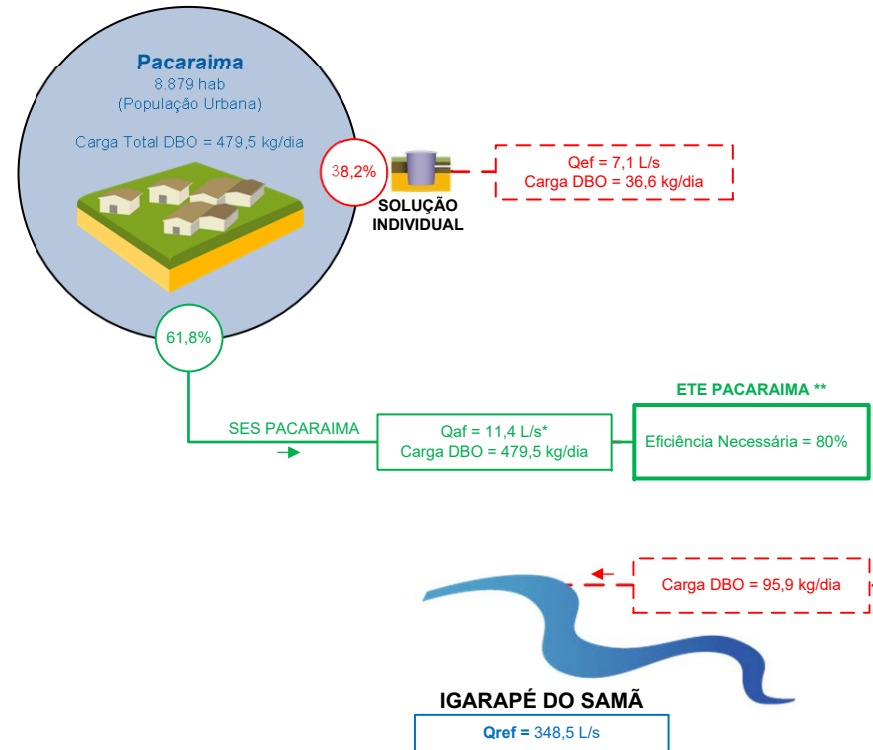 Pacaraima
8.879 hab
(População Urbana)
Carga Total DBO = 479,5 kg/dia
38,2%
SOLUÇÃO
INDIVIDUAL
Qef = 7,1 L/s
Carga DBO = 36,6 kg/dia
61,8%
SES PACARAIMA
Qaf = 11,4 L/s*
Carga DBO = 479,5 kg/dia
ETE PACARAIMA **
Eficiência Necessária = 80%
Carga DBO = 95,9 kg/dia
IGARAPÉ DO SAMÃ
Qref = 348,5 L/s